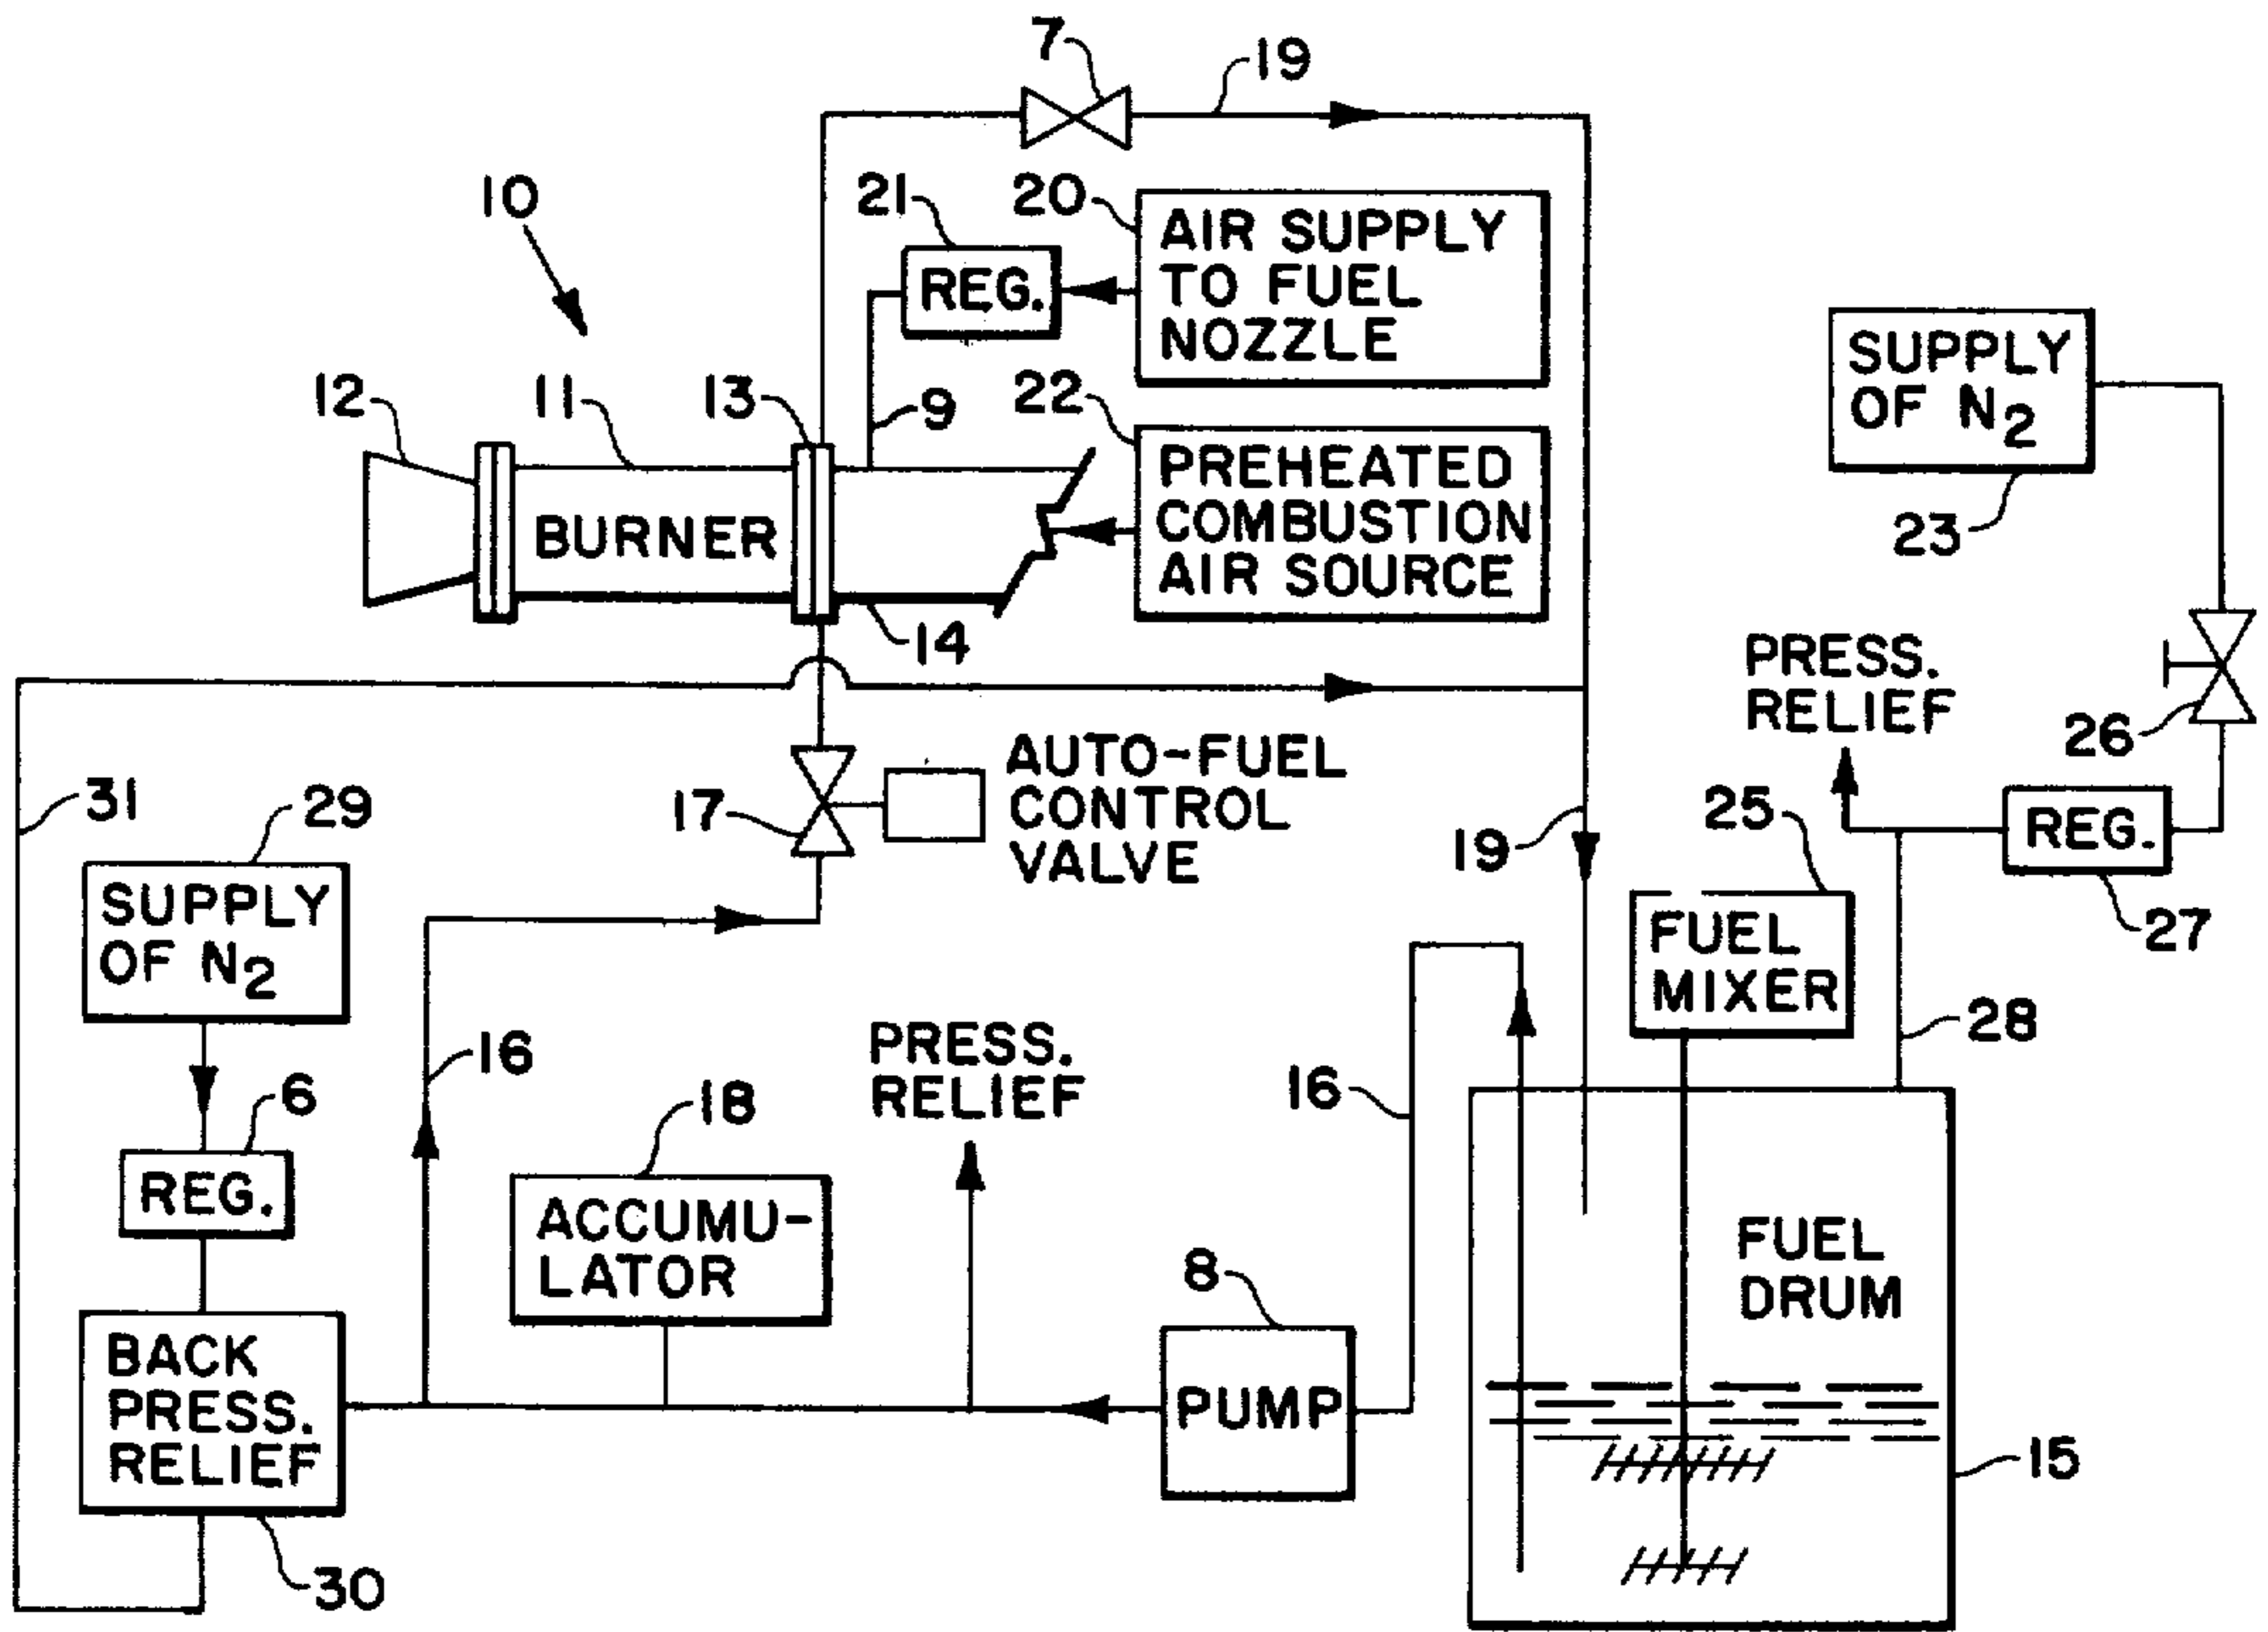 7
19
10
21
20
AIR SUPPLY
TO FUEL
NOZZLE
REG.
SUPPLY
OF N2
12
11
13
9
22
PREHEATED
COMBUSTION
AIR SOURCE
BURNER
23
14
PRESS.
RELIEF
26
31
29
17
AUTO-FUEL
CONTROL
VALVE
19
25
REG.
27
SUPPLY
OF N2
FUEL
MIXER
16
PRESS.
RELIEF
28
6
18
16
REG.
ACCUMU-
LATOR
8
FUEL
DRUM
BACK
PRESS.
RELIEF
PUMP
15
30